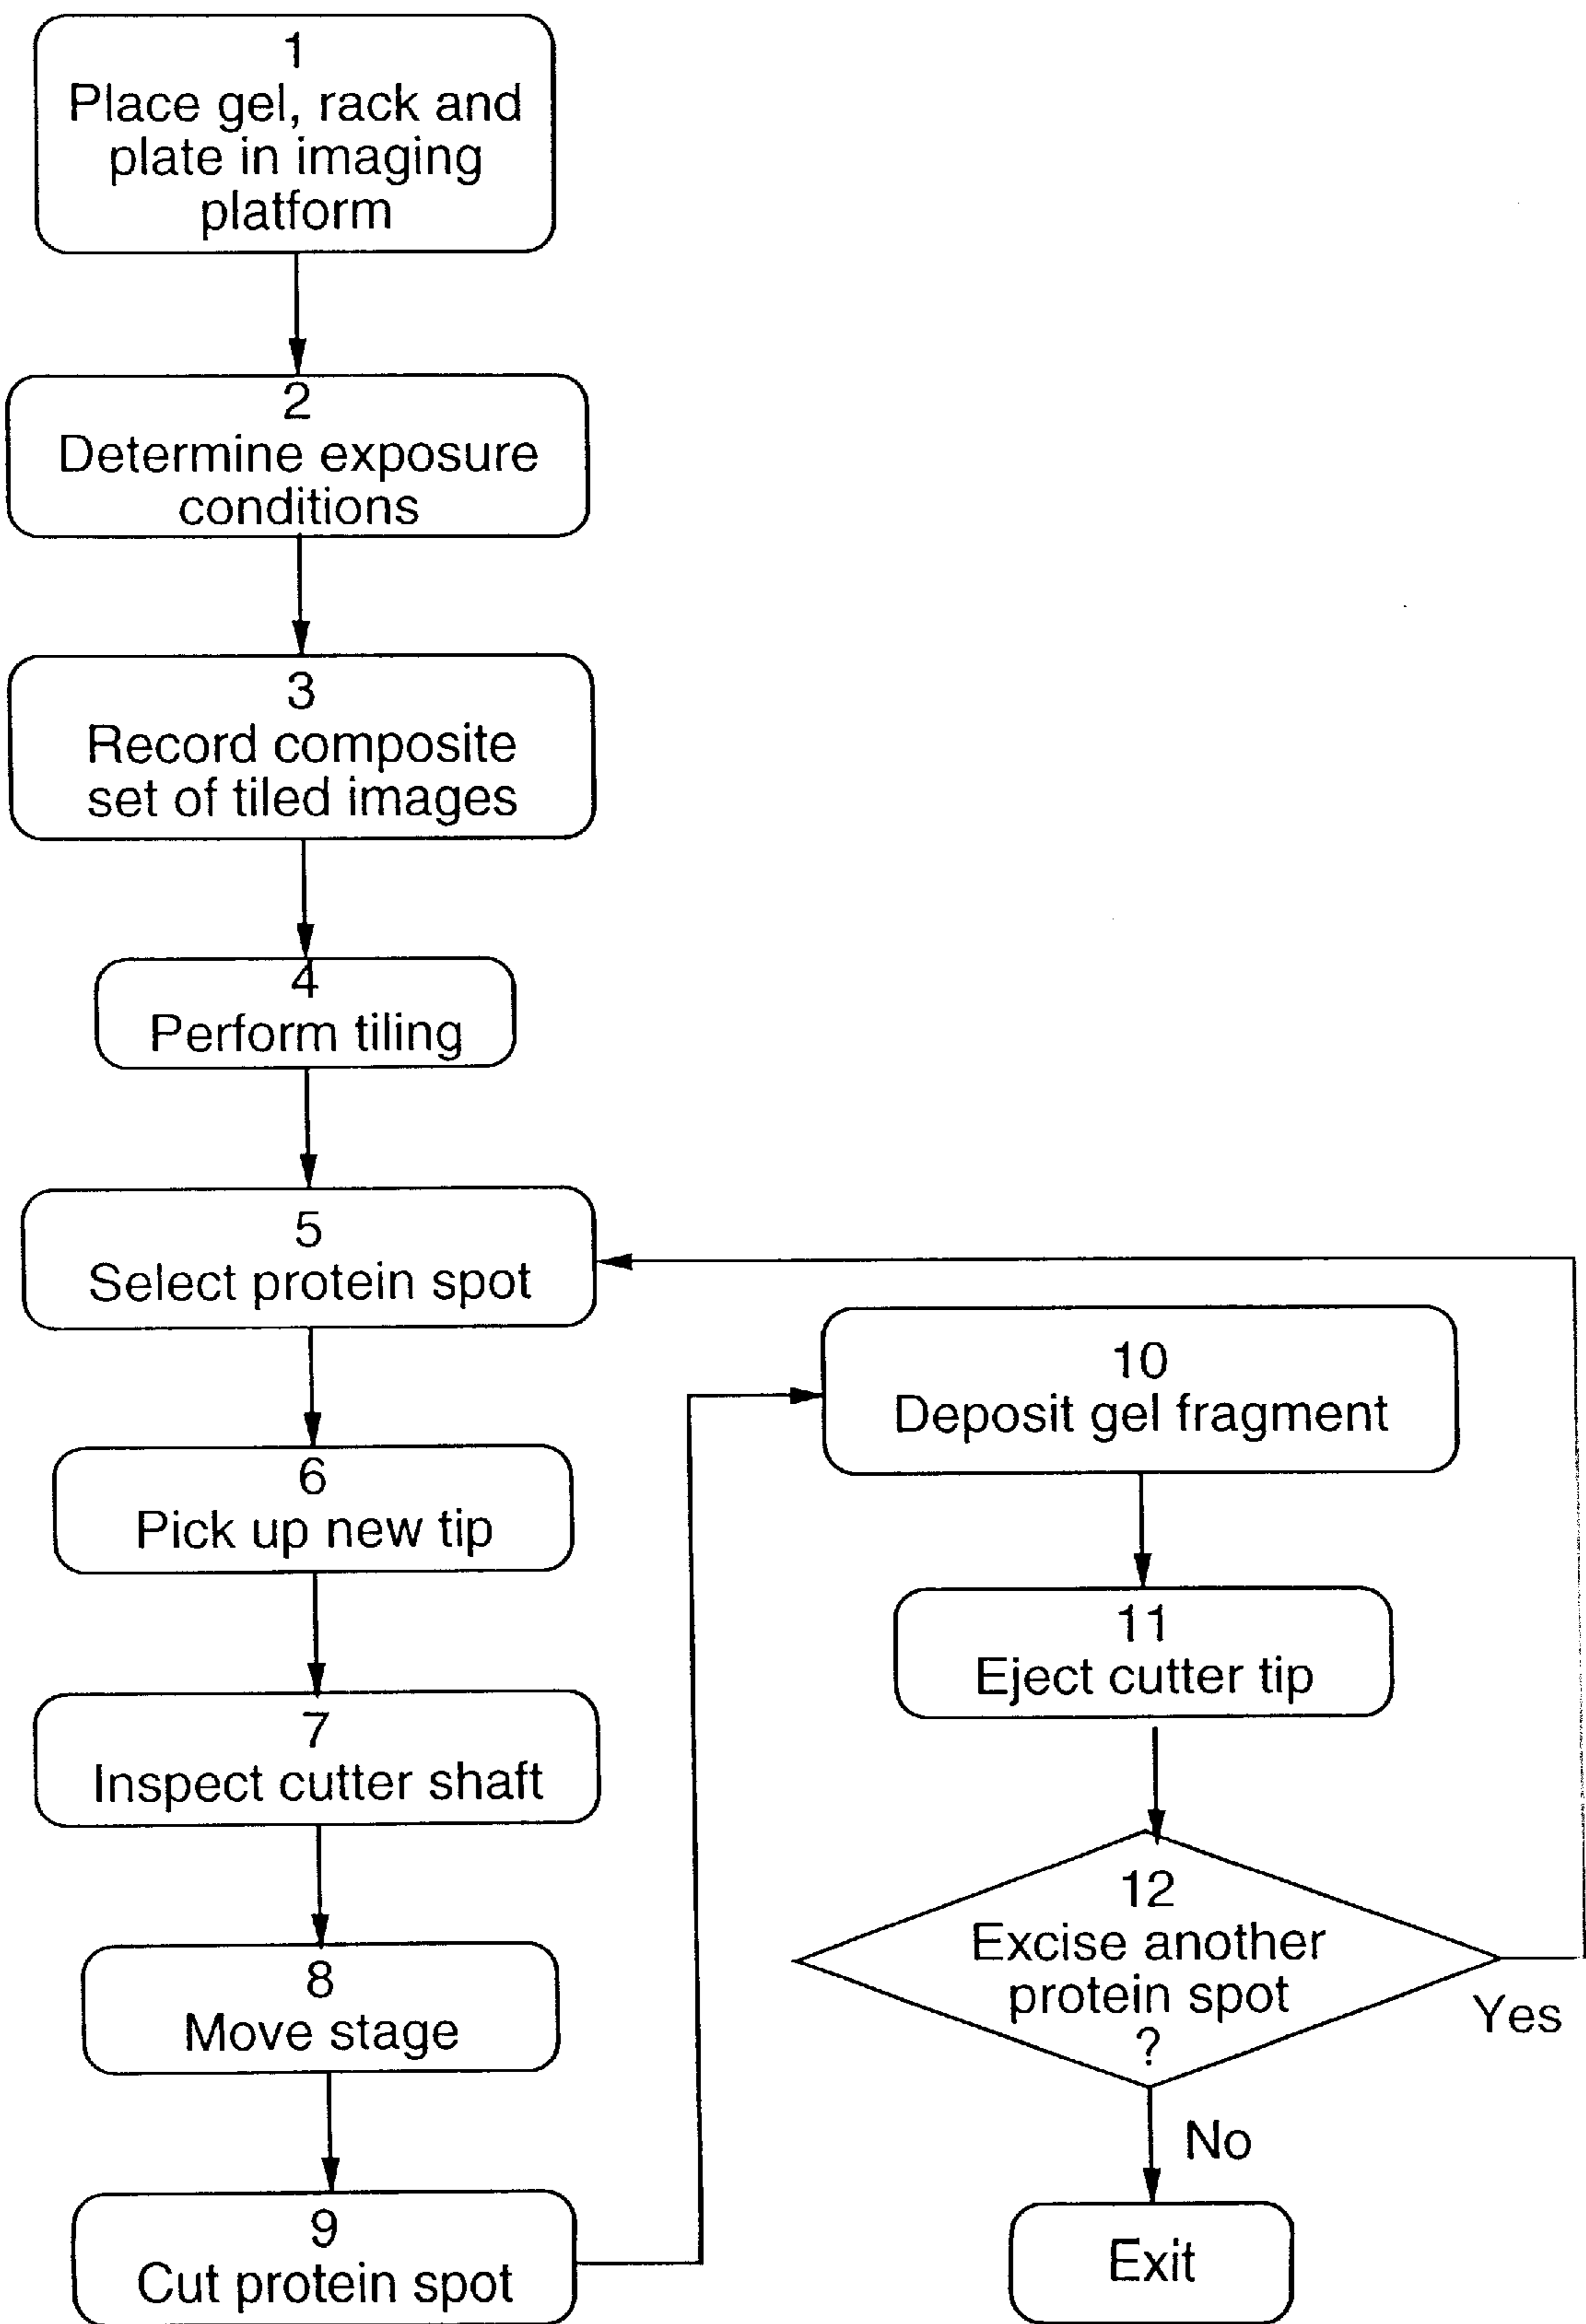 1
Place gel, rack and
plate in imaging
platform
2
Determine exposure
conditions
3
Record composite
set of tiled images
4
Perform tiling
5
Select protein spot
6
Pick up new tip
7
Inspect cutter shaft
8
Move stage
9
Cut protein spot
10
Deposit gel fragment
11
Eject cutter tip
12
Excise another
protein spot
?
Yes
No
Exit